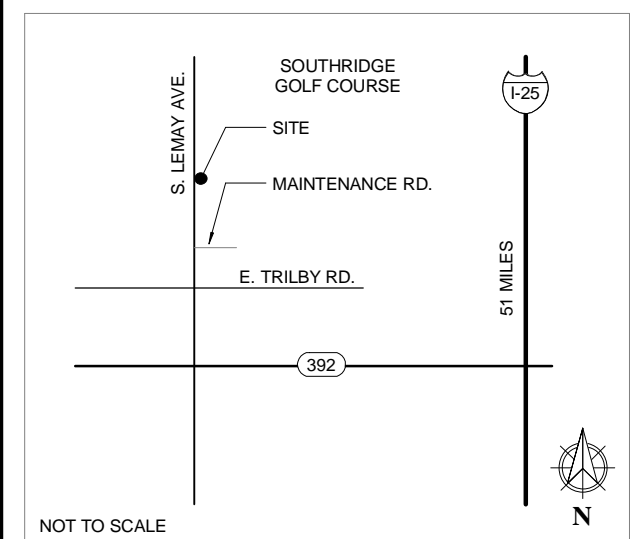 SOUTHRIDGE
GOLF COURSE
S. LEMAY AVE.
I-25
SITE
MAINTENANCE RD.
E. TRILBY RD.
51 MILES
392
NOT TO SCALE
N